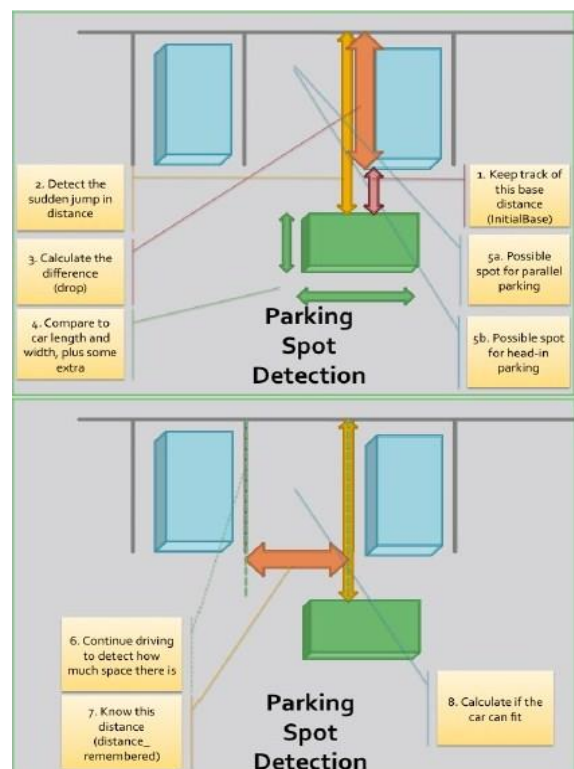 2. Detect the
sudden jump in
distance
1. Keep track of
this base
distance
(InitialBase)
3. Calculate the
difference
(drop)
5a. Possible
spot for parallel
parking
4. Compare to
car length and
width, plus some
extra
5b. Possible
spot for head-in
parking
Parking
Spot
Detection
6. Continue driving
to detect how
much space there is
7. Know this
distance
(distance_
remembered)
8. Calculate if the
car can fit
Parking
Spot
Detection